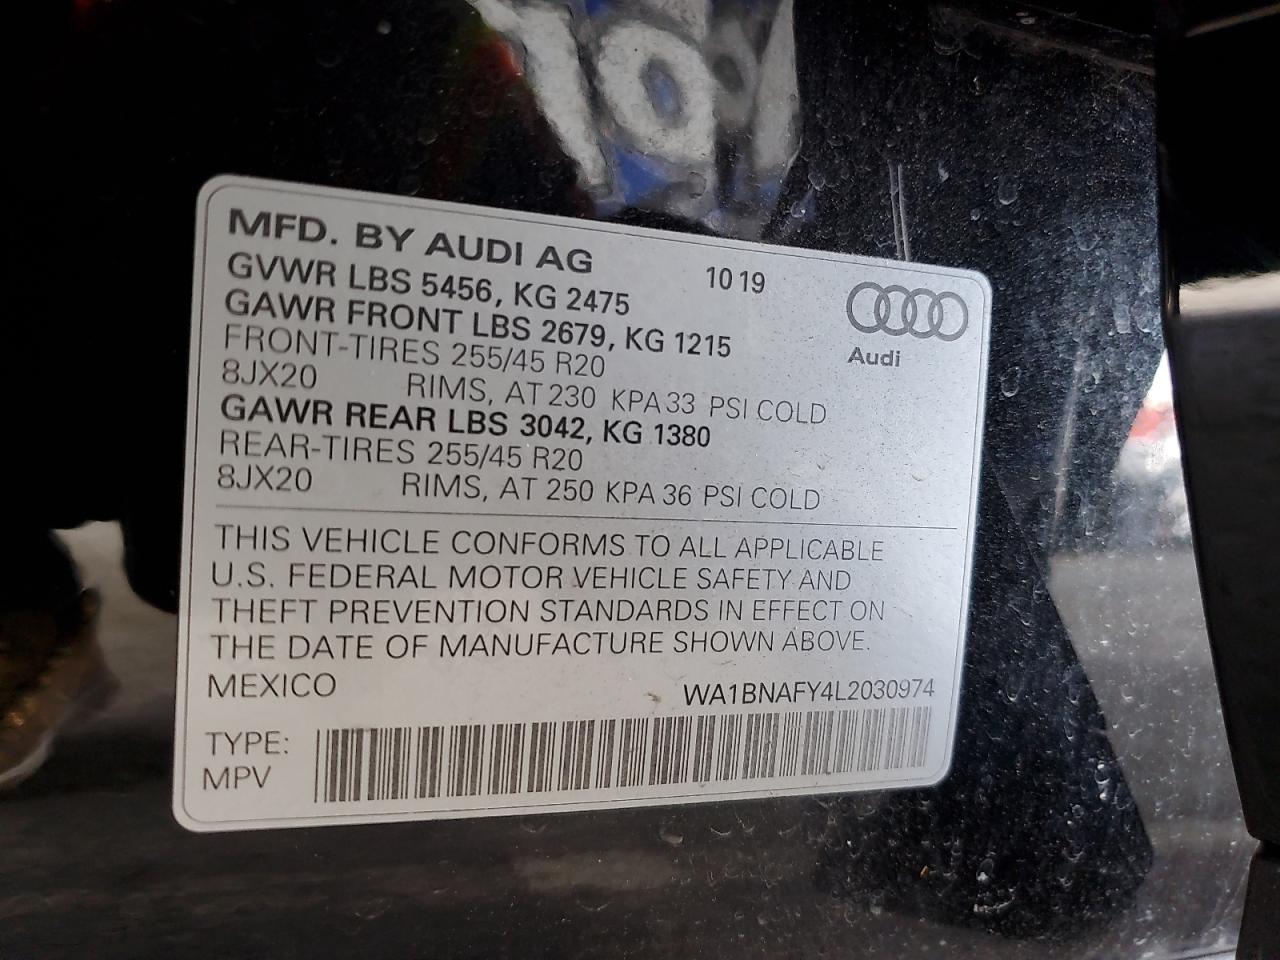 MFD. BY AUDI AG 10 19
GVWR LBS 5456, KG 2475
GAWR FRONT LBS 2679, KG 1215
FRONT-TIRES 255/45 R20
8JX20 RIMS, AT 230 KPA 33 PSI COLD
GAWR REAR LBS 3042, KG 1380
REAR-TIRES 255/45 R20
8JX20 RIMS, AT 250 KPA 36 PSI COLD
Audi
THIS VEHICLE CONFORMS TO ALL APPLICABLE
U.S. FEDERAL MOTOR VEHICLE SAFETY AND
THEFT PREVENTION STANDARDS IN EFFECT ON
THE DATE OF MANUFACTURE SHOWN ABOVE.
MEXICO WA1BNAFY4L2030974
TYPE:
MPV